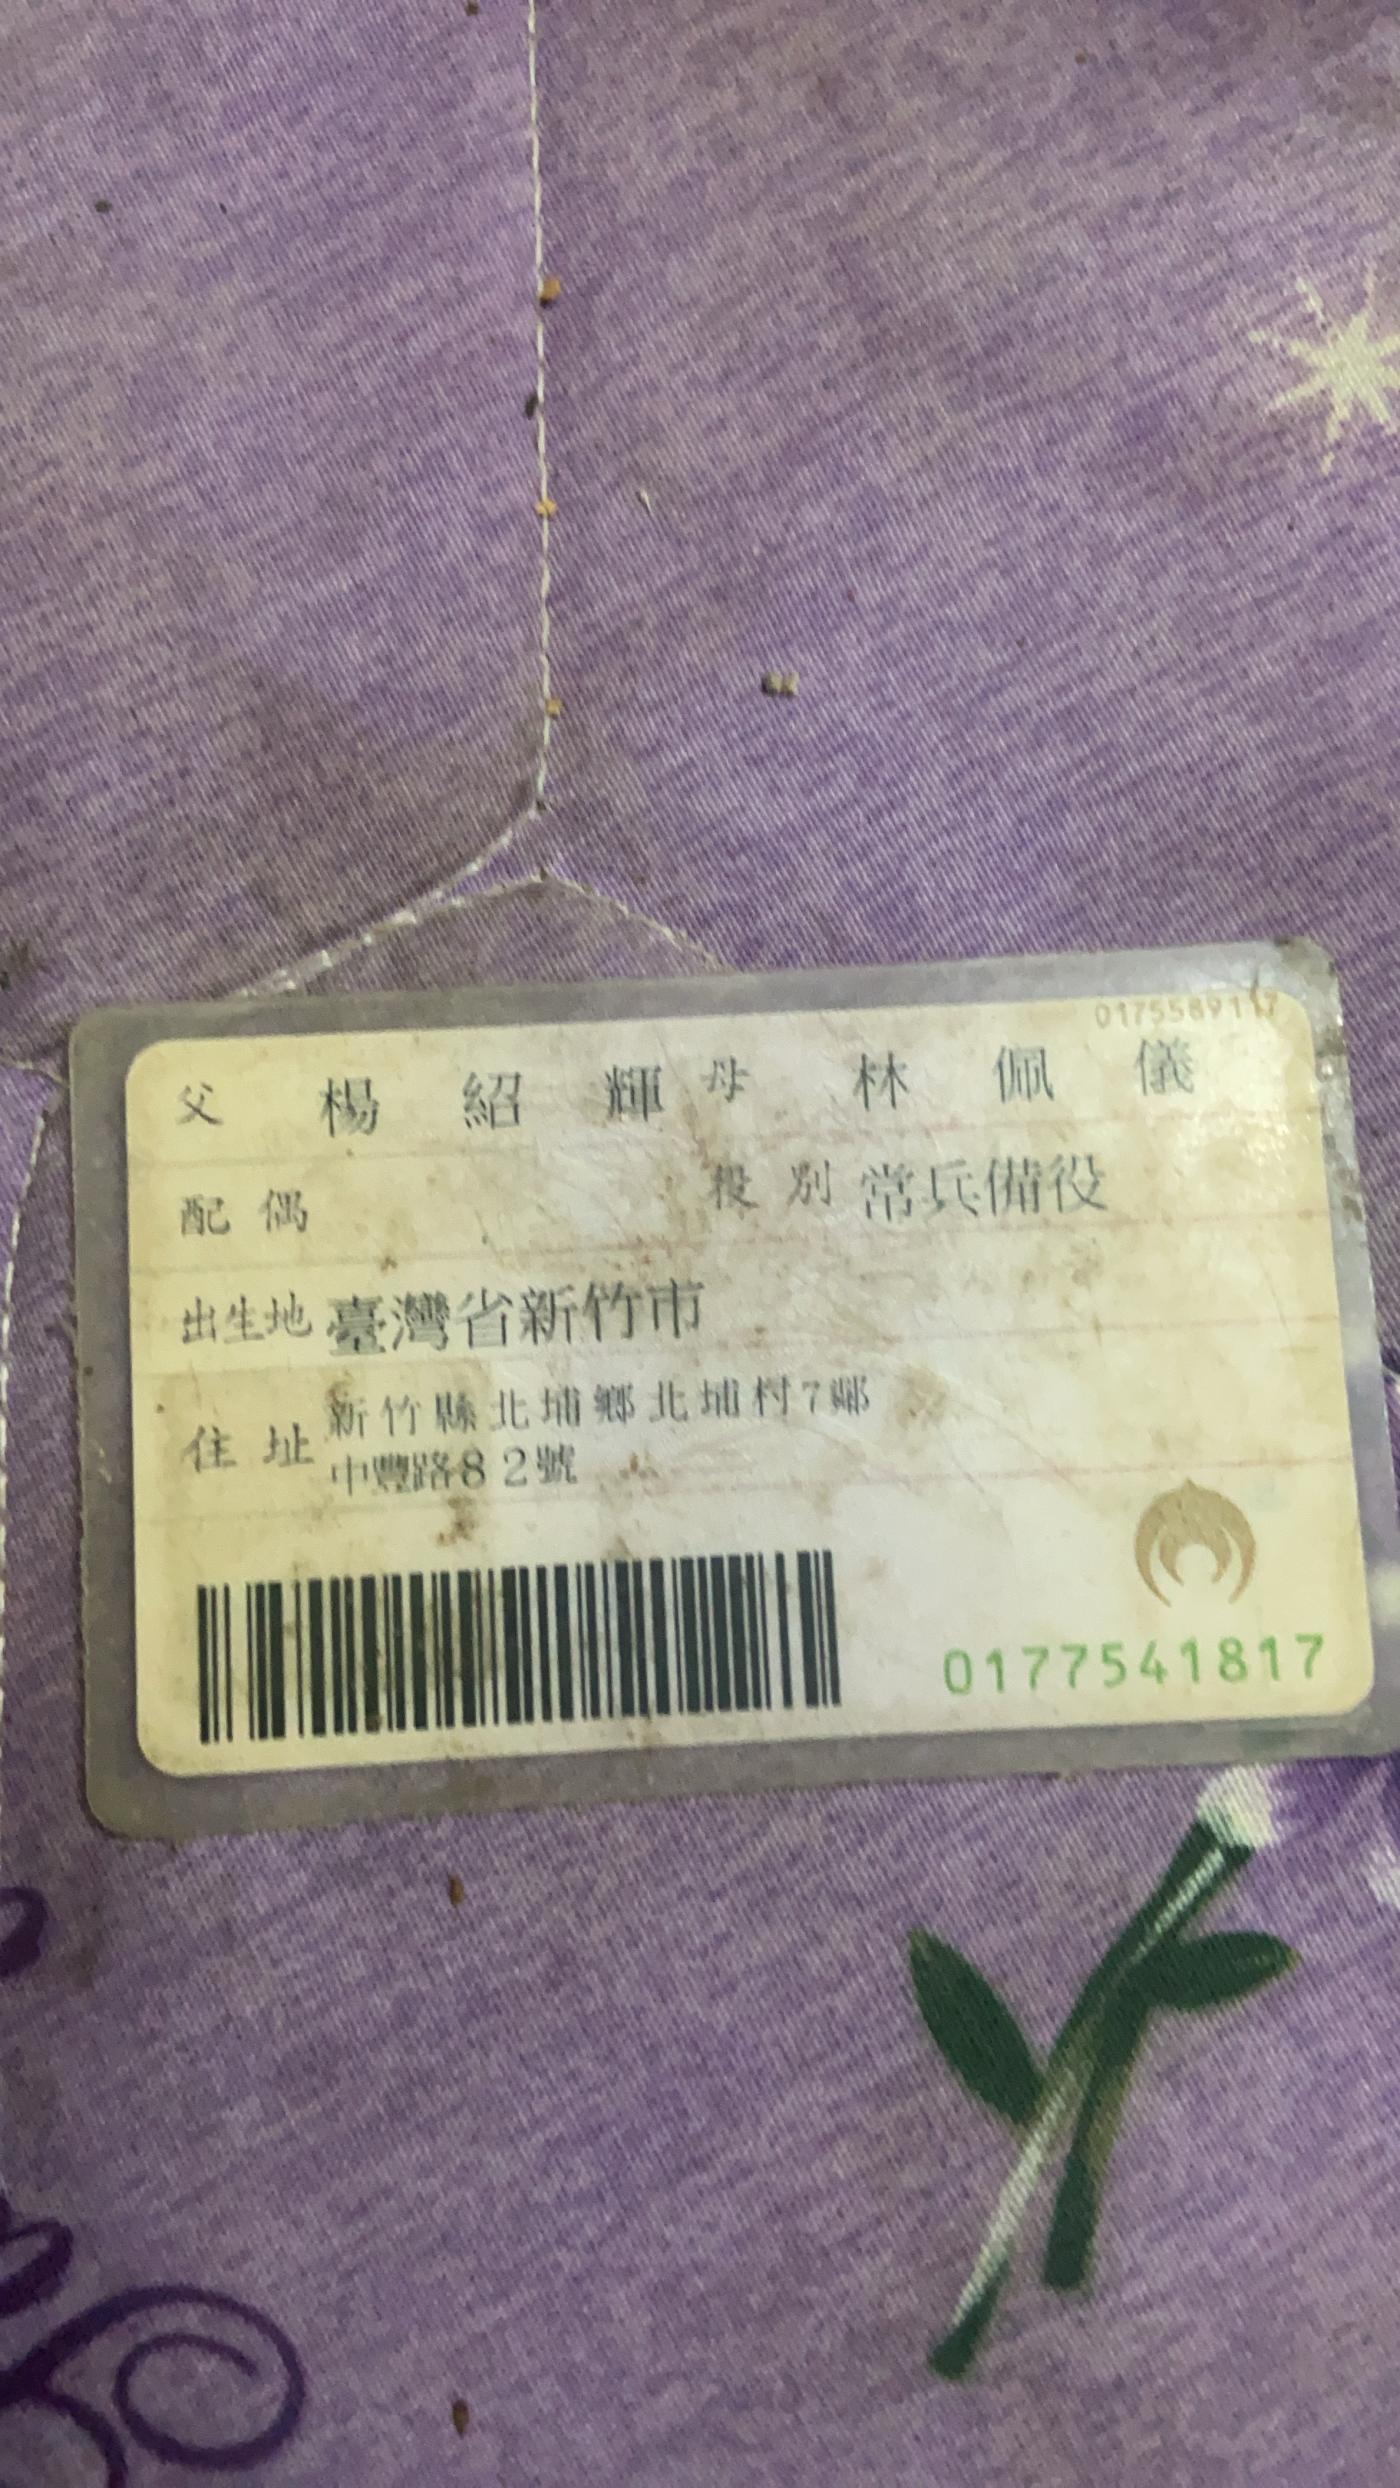 0175589117
父 楊 紹 輝 母 林 佩 儀
配 偶 役 別 常兵備役
出生地 臺灣省新竹市
住 址 新竹縣北埔鄉北埔村7鄰
中豐路82號
0177541817